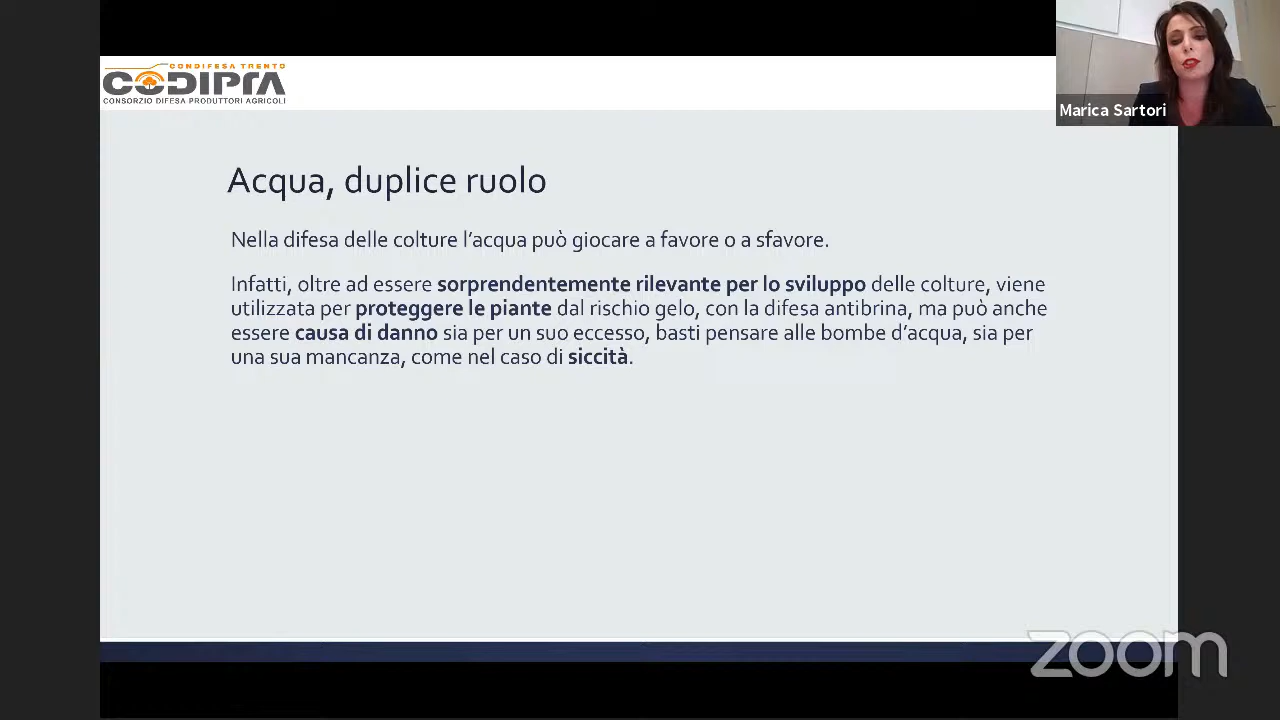 CONDIFESA TRENTO
CODIPRA
CONSORZIO DIFESA PRODUTTORI AGRICOLI
Marica Sartori
Acqua, duplice ruolo
Nella difesa delle colture l’acqua può giocare a favore o a sfavore.
Infatti, oltre ad essere sorprendentemente rilevante per lo sviluppo delle colture, viene
utilizzata per proteggere le piante dal rischio gelo, con la difesa antibrina, ma può anche
essere causa di danno sia per un suo eccesso, basti pensare alle bombe d’acqua, sia per
una sua mancanza, come nel caso di siccità.
zoom